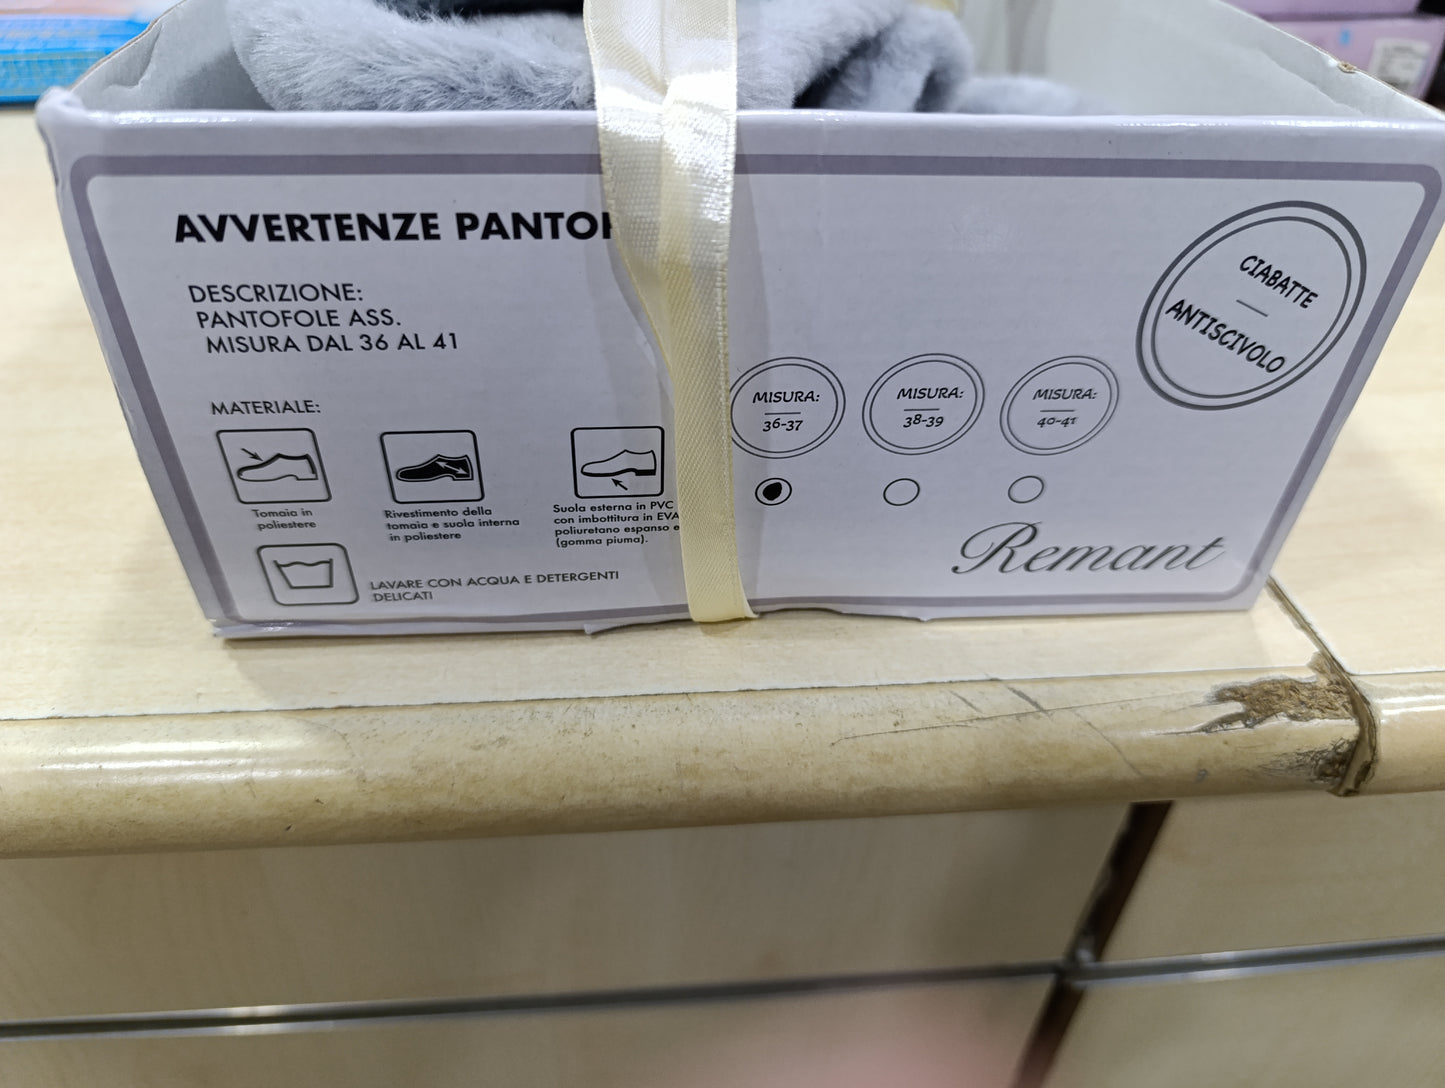 AVVERTENZE
DESCRIZIONE:
PANTOFOLE ASS.
MISURA DAL 36 AL 41
MATERIALE:
Tomaia in
poliestere
Rivestimento della
tomaia e suola interna
in poliestere
Suola esterna in PVC
con imbottitura in EVA
poliuretano espanso e
(gomma piuma).
LAVARE CON ACQUA E DETERGENTI
DELICATI
MISURA:
36-37
MISURA:
38-39
MISURA:
40-41
CIABATTE
ANTISCIVOLO
Remant